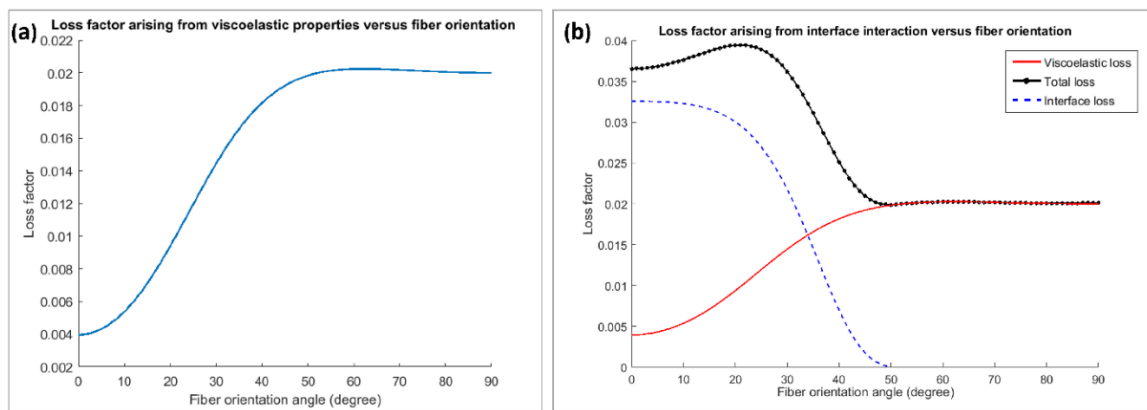 (a)
Loss factor arising from viscoelastic properties versus fiber orientation
0.022
0.02
0.018
0.016
0.014
0.012
0.01
0.008
0.006
0.004
0.002
Loss factor
0 10 20 30 40 50 60 70 80 90
Fiber orientation angle (degree)
(b)
Loss factor arising from interface interaction versus fiber orientation
0.04
0.035
0.03
0.025
0.02
0.015
0.01
0.005
0
Loss factor
Viscoelastic loss
Total loss
Interface loss
0 10 20 30 40 50 60 70 80 90
Fiber orientation angle (degree)